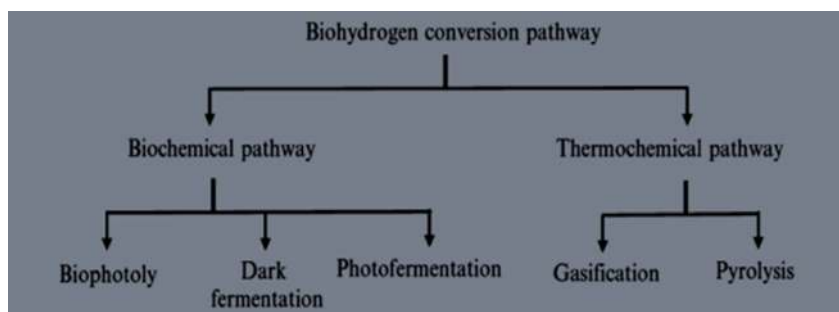 Biohydrogen conversion pathway
Biochemical pathway
Thermochemical pathway
Biophotoly
Dark
fermentation
Photofermentation
Gasification
Pyrolysis